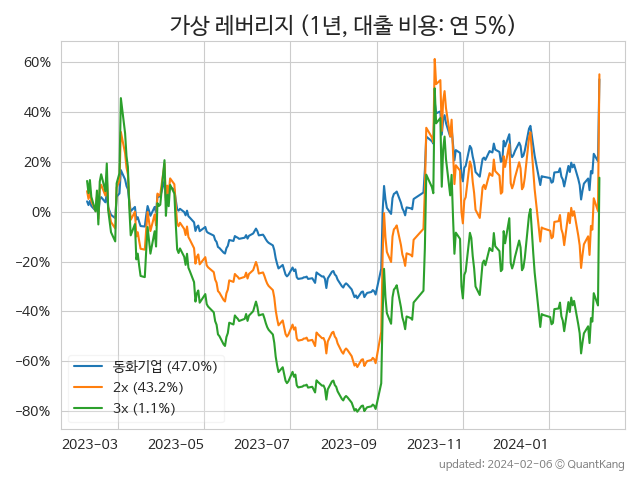 가상 레버리지 (1년, 대출 비용: 연 5%)
60%
40%
20%
0%
−20%
−40%
−60%
−80%
동화기업 (47.0%)
2x (43.2%)
3x (1.1%)
2023-03
2023-05
2023-07
2023-09
2023-11
2024-01
updated: 2024-02-06 © QuantKang